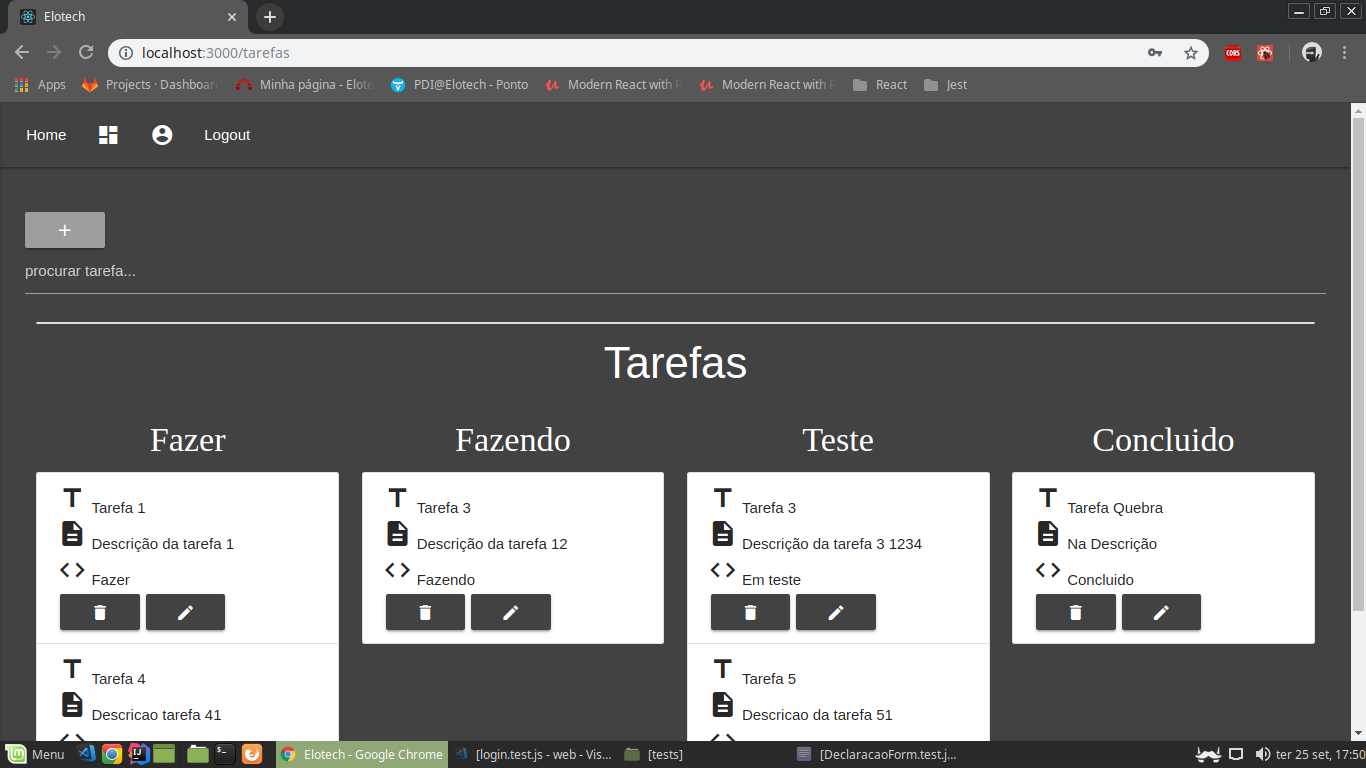 Elotech
localhost:3000/tarefas
CORS
Apps
Projects · Dashboard
Minha página - Elote
PDI@Elotech - Ponto
Modern React with R
Modern React with R
React
Jest
Home
Logout
+
procurar tarefa...
Tarefas
Fazer
Fazendo
Teste
Concluido
Tarefa 1
Descrição da tarefa 1
Fazer
Tarefa 3
Descrição da tarefa 12
Fazendo
Tarefa 3
Descrição da tarefa 3 1234
Em teste
Tarefa Quebra
Na Descrição
Concluido
Tarefa 4
Descricao tarefa 41
Tarefa 5
Descricao da tarefa 51
Menu
Elotech - Google Chrome
[login.test.js - web - Vis...
[tests]
[DeclaracaoForm.test.j...
ter 25 set, 17:50